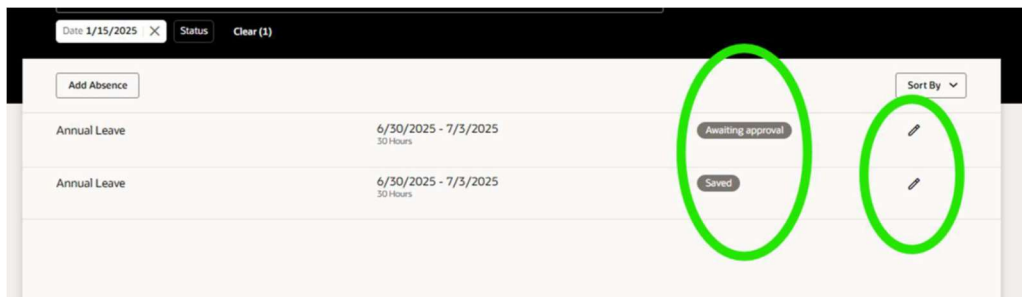 Date 1/15/2025 Status Clear (1)
Add Absence Sort By
Annual Leave 6/30/2025 - 7/3/2025 Awaiting approval
30 Hours
Annual Leave 6/30/2025 - 7/3/2025 Saved
30 Hours